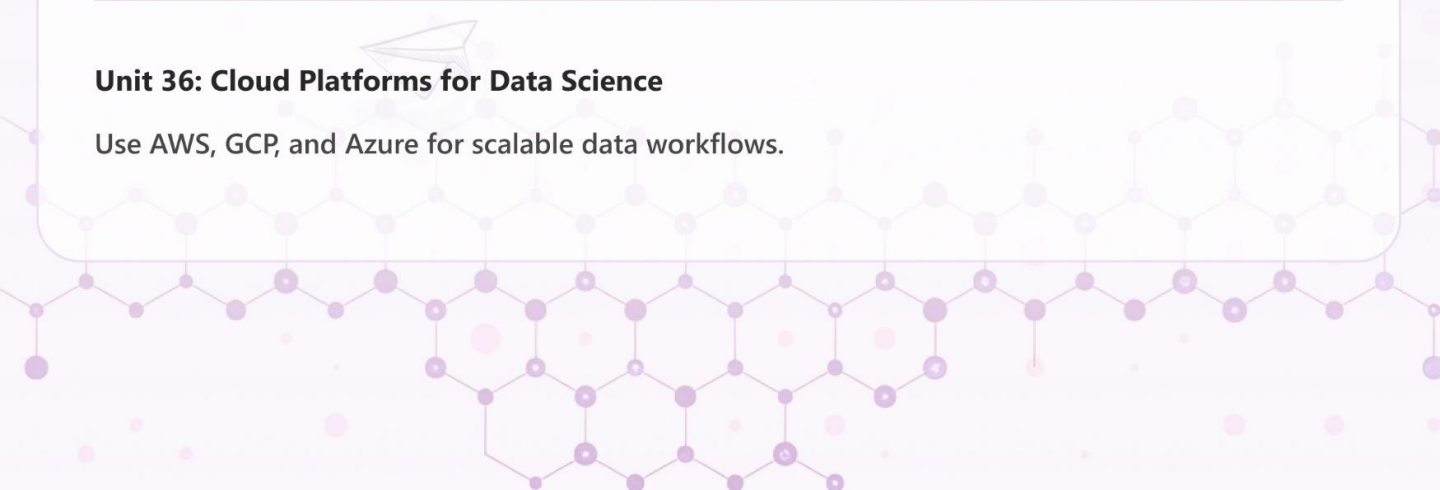 Unit 36: Cloud Platforms for Data Science
Use AWS, GCP, and Azure for scalable data workflows.